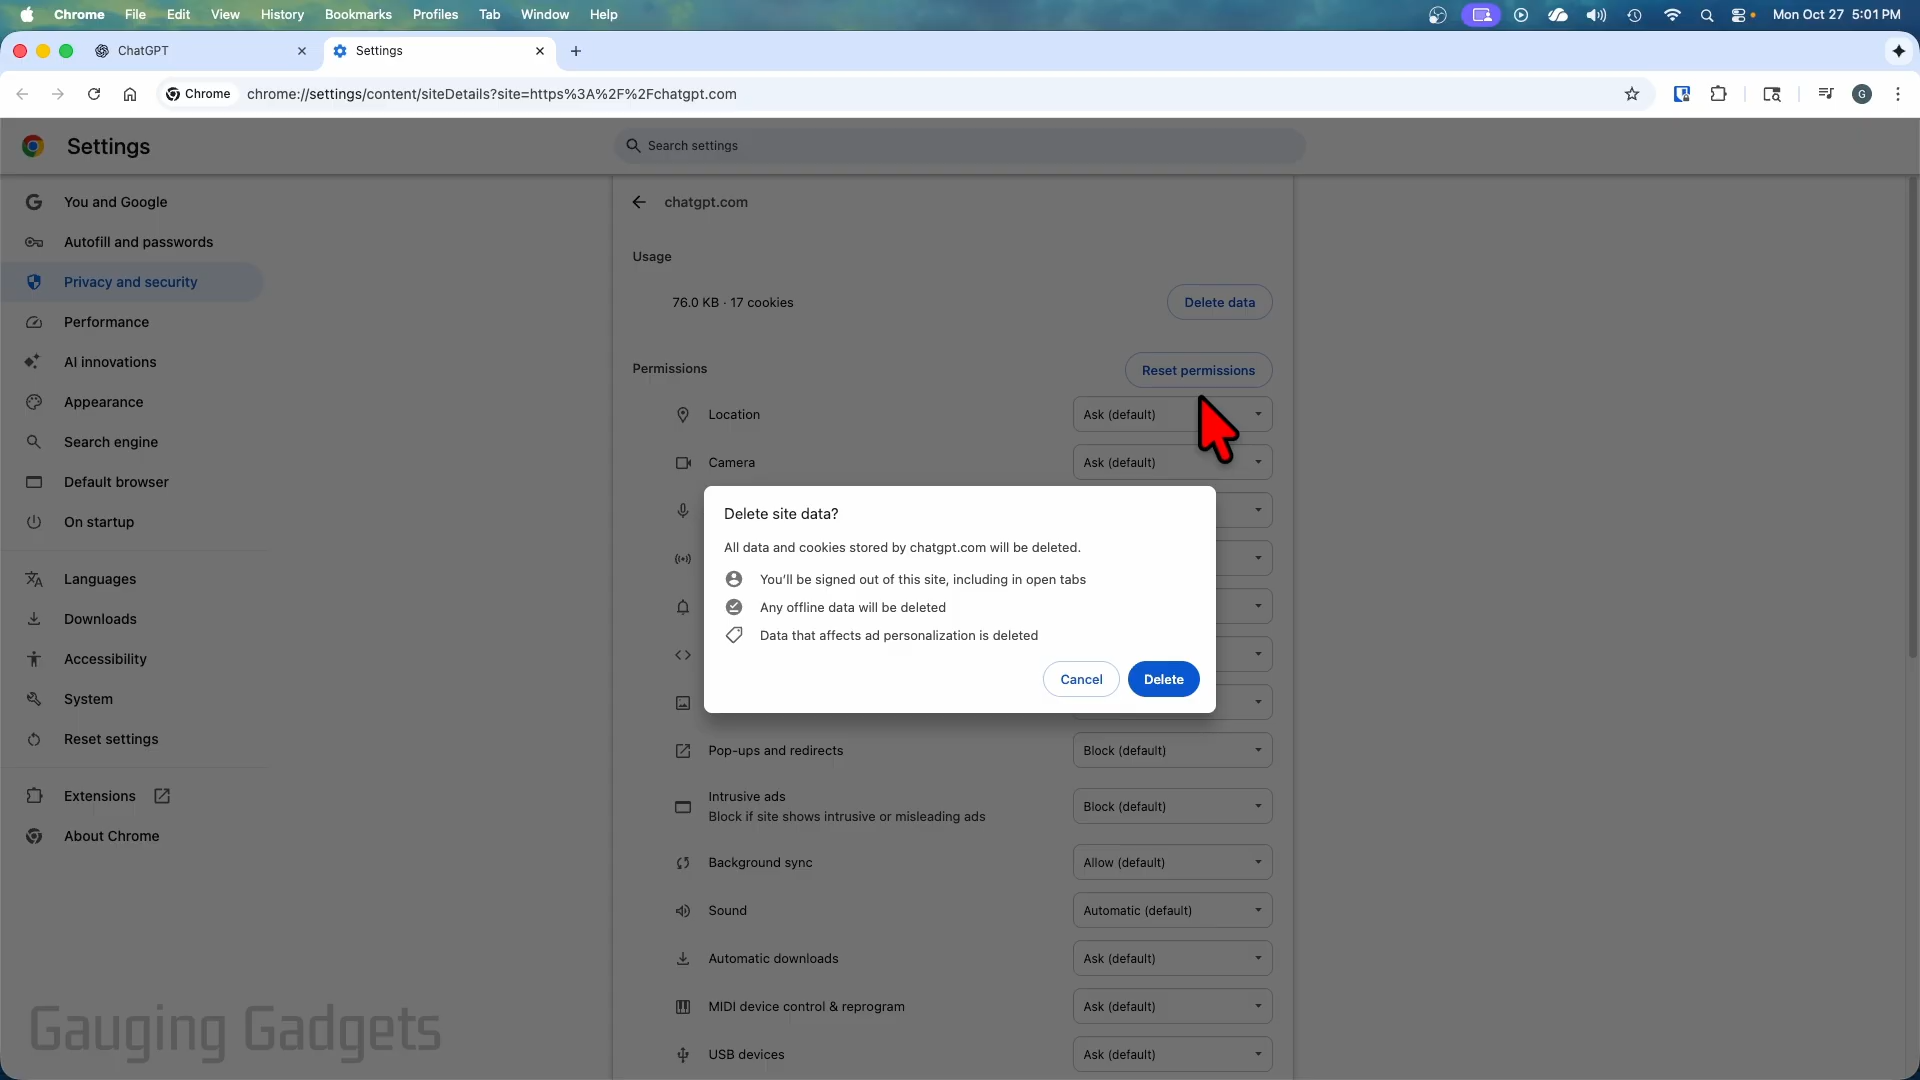 Chrome File Edit View History Bookmarks Profiles Tab Window Help Mon Oct 27 5:01 PM
ChatGPT Settings
Chrome chrome://settings/content/siteDetails?site=https%3A%2F%2Fchatgpt.com G
Settings
Search settings
You and Google
Autofill and passwords
Privacy and security
Performance
AI innovations
Appearance
Search engine
Default browser
On startup
Languages
Downloads
Accessibility
System
Reset settings
Extensions
About Chrome
chatgpt.com
Usage
76.0 KB · 17 cookies Delete data
Permissions Reset permissions
Location Ask (default)
Camera Ask (default)
Delete site data?
All data and cookies stored by chatgpt.com will be deleted.
You’ll be signed out of this site, including in open tabs
Any offline data will be deleted
Data that affects ad personalization is deleted
Cancel Delete
Pop-ups and redirects Block (default)
Intrusive ads
Block if site shows intrusive or misleading ads Block (default)
Background sync Allow (default)
Sound Automatic (default)
Automatic downloads Ask (default)
MIDI device control & reprogram Ask (default)
USB devices Ask (default)
Gauging Gadgets